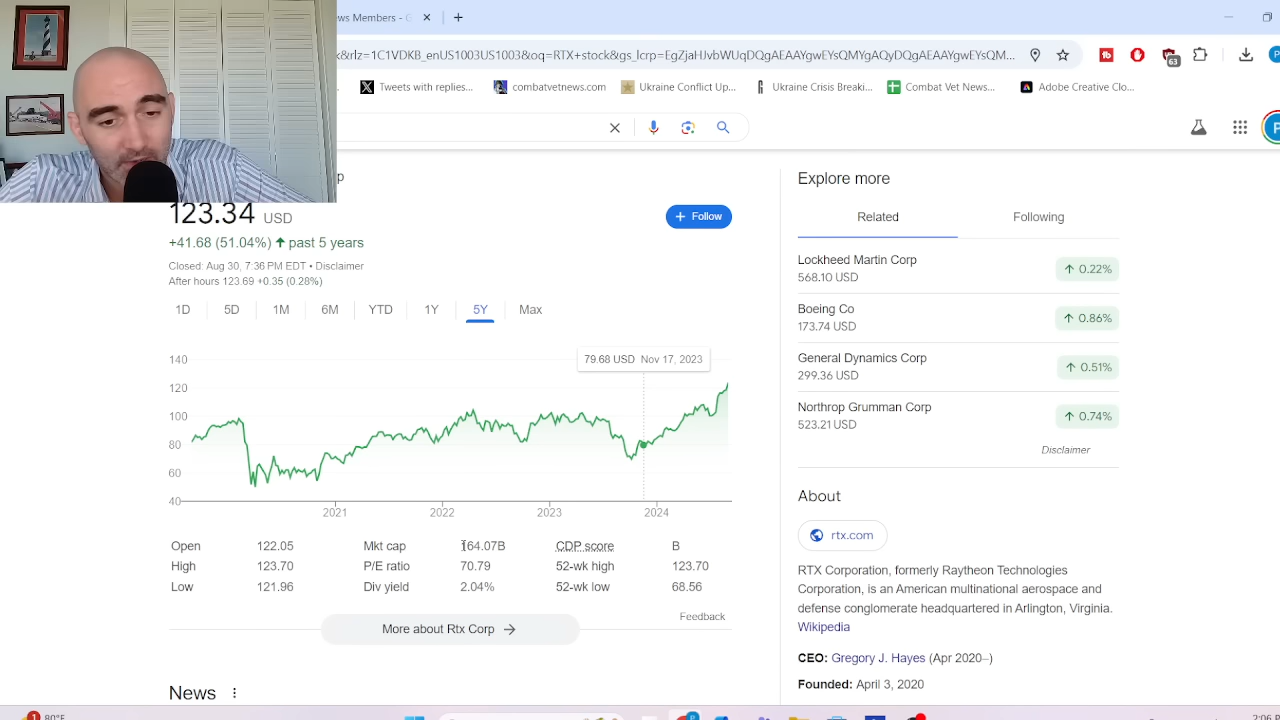 ws Members - G
k&rlz=1C1VDKB_enUS1003US1003&oq=RTX+stock&gs_lcrp=EgZjaHJvbWUqDQgAEAAYgwEYsQMYgAQyDQgAEAAYgwEYsQM...
63
Tweets with replies...
combatvetnews.com
Ukraine Conflict Up...
Ukraine Crisis Breaki...
Combat Vet News...
Adobe Creative Clo...
P
123.34 USD
+ Follow
+41.68 (51.04%) ↑ past 5 years
Closed: Aug 30, 7:36 PM EDT • Disclaimer
After hours 123.69 +0.35 (0.28%)
1D 5D 1M 6M YTD 1Y 5Y Max
79.68 USD Nov 17, 2023
140
120
100
80
60
40
2021 2022 2023 2024
Open 122.05 Mkt cap 164.07B CDP score B
High 123.70 P/E ratio 70.79 52-wk high 123.70
Low 121.96 Div yield 2.04% 52-wk low 68.56
Feedback
More about Rtx Corp →
News
Explore more
Related Following
Lockheed Martin Corp
568.10 USD
↑ 0.22%
Boeing Co
173.74 USD
↑ 0.86%
General Dynamics Corp
299.36 USD
↑ 0.51%
Northrop Grumman Corp
523.21 USD
↑ 0.74%
Disclaimer
About
rtx.com
RTX Corporation, formerly Raytheon Technologies
Corporation, is an American multinational aerospace and
defense conglomerate headquartered in Arlington, Virginia.
Wikipedia
CEO: Gregory J. Hayes (Apr 2020–)
Founded: April 3, 2020
1
80°F